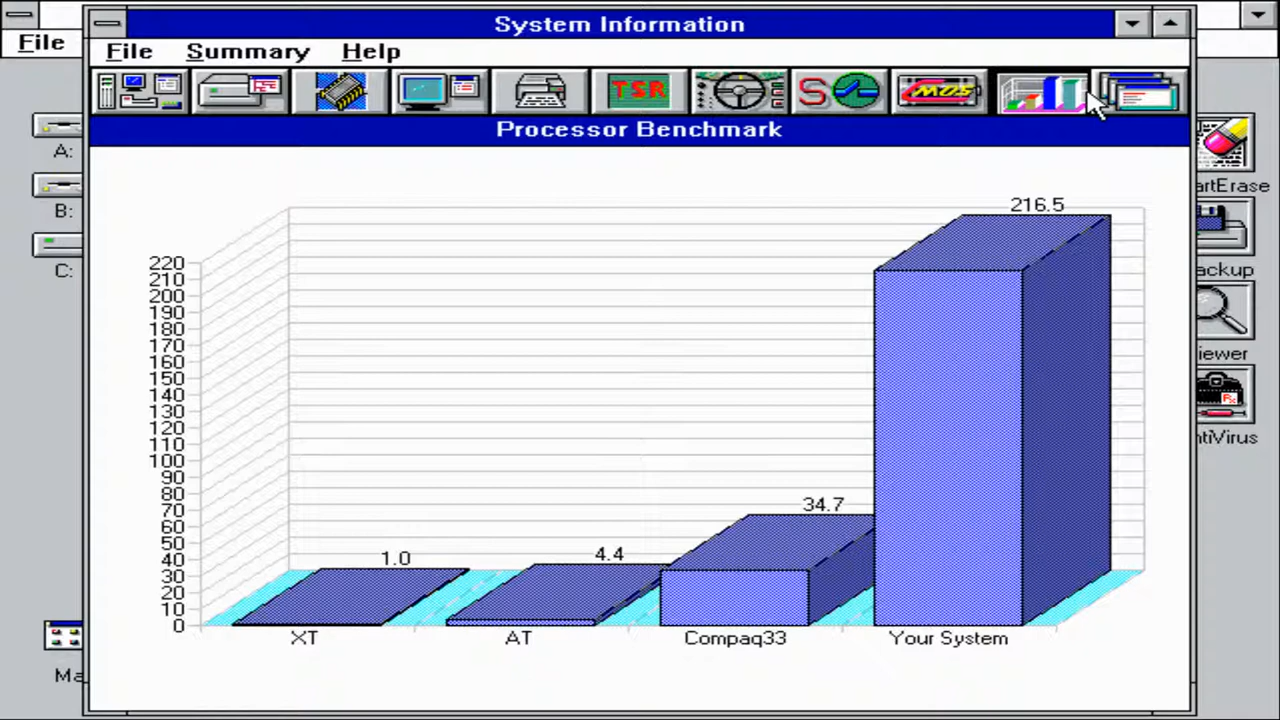 System Information
File
File Summary Help
TSR
MOS
Processor Benchmark
A:
B:
C:
216.5
220
210
200
190
180
170
160
150
140
130
120
110
100
90
80
70
60
50
40
30
20
10
0
34.7
4.4
1.0
XT AT Compaq33 Your System
artErase
ackup
iewer
ntiVirus
Ma